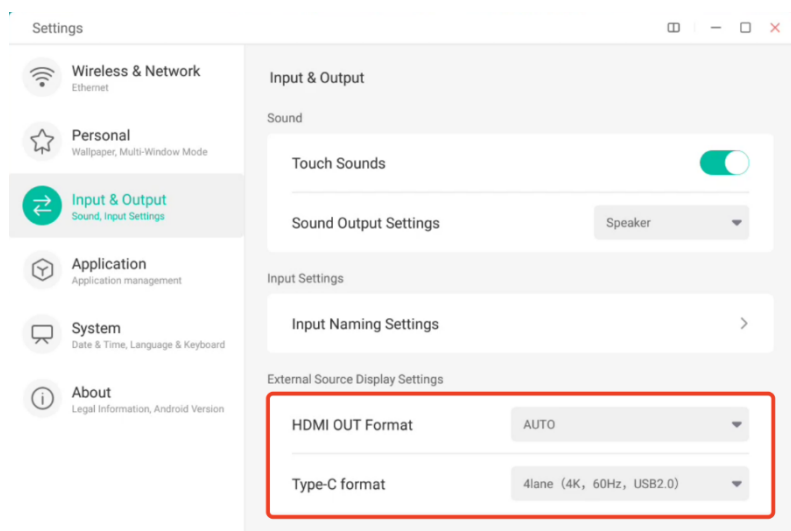 Settings
Wireless & Network
Ethernet
Personal
Wallpaper, Multi-Window Mode
Input & Output
Sound, Input Settings
Application
Application management
System
Date & Time, Language & Keyboard
About
Legal Information, Android Version
Input & Output
Sound
Touch Sounds
Sound Output Settings
Speaker
Input Settings
Input Naming Settings
External Source Display Settings
HDMI OUT Format
AUTO
Type-C format
4lane（4K，60Hz，USB2.0）